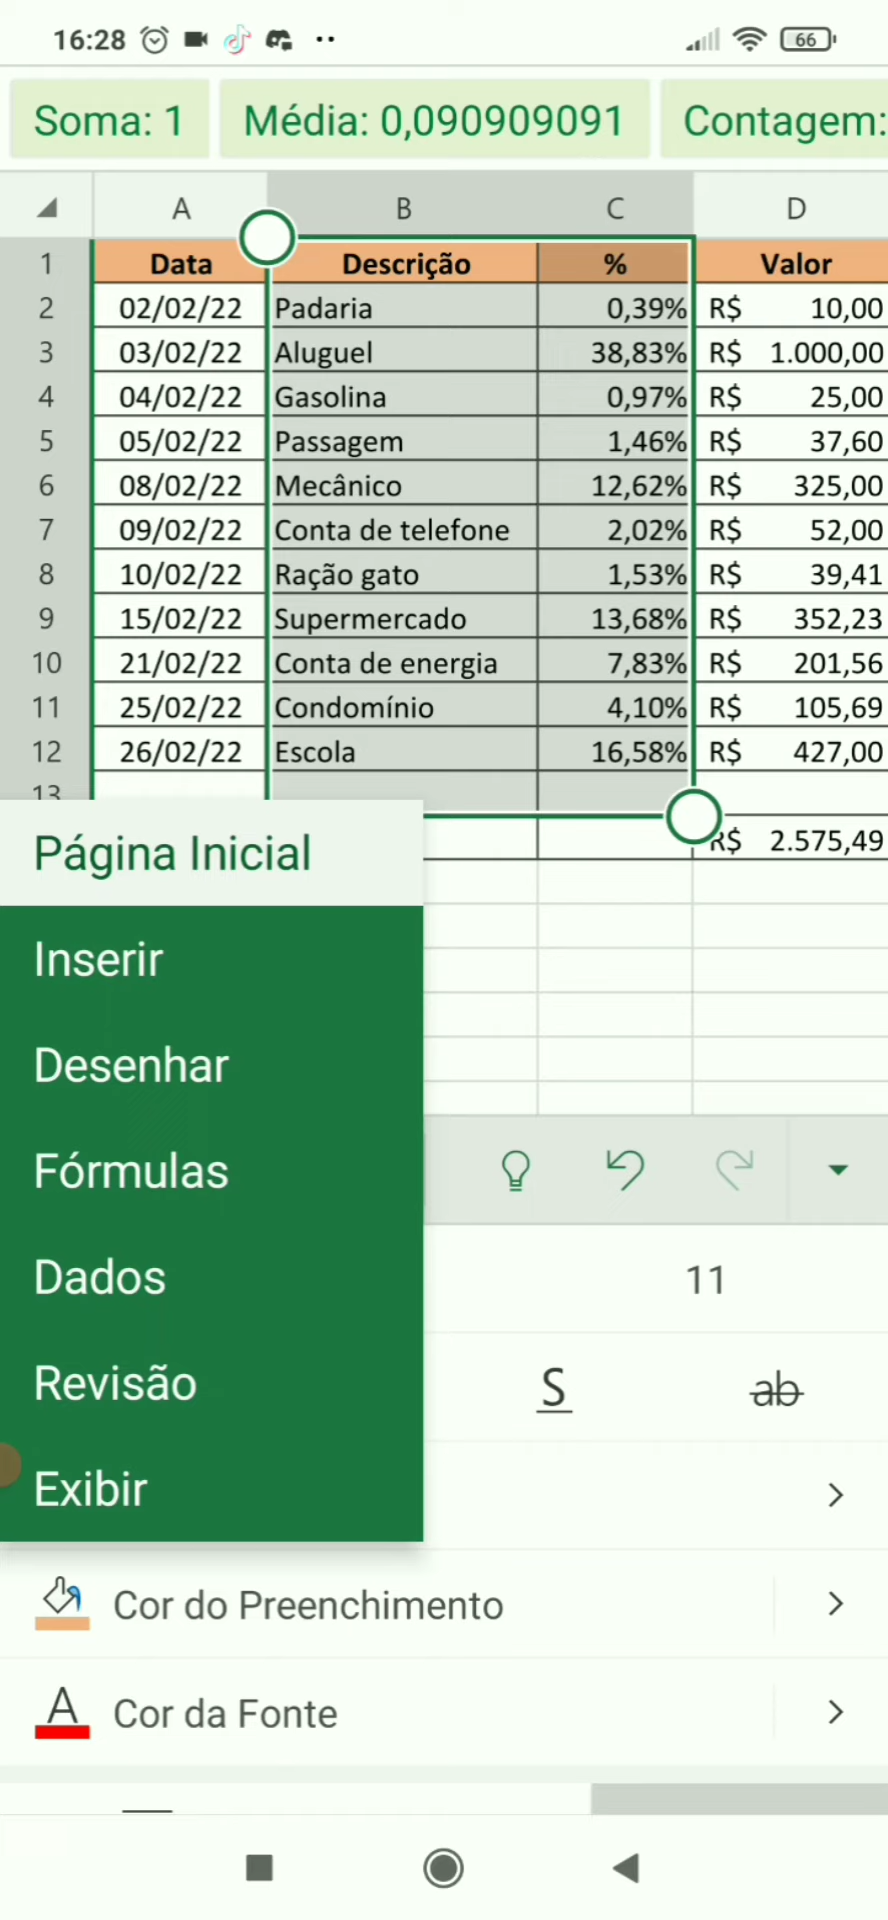 16:28 66
Soma: 1 Média: 0,090909091 Contagem:
A B C D
1 Data Descrição % Valor
2 02/02/22 Padaria 0,39% R$ 10,00
3 03/02/22 Aluguel 38,83% R$ 1.000,00
4 04/02/22 Gasolina 0,97% R$ 25,00
5 05/02/22 Passagem 1,46% R$ 37,60
6 08/02/22 Mecânico 12,62% R$ 325,00
7 09/02/22 Conta de telefone 2,02% R$ 52,00
8 10/02/22 Ração gato 1,53% R$ 39,41
9 15/02/22 Supermercado 13,68% R$ 352,23
10 21/02/22 Conta de energia 7,83% R$ 201,56
11 25/02/22 Condomínio 4,10% R$ 105,69
12 26/02/22 Escola 16,58% R$ 427,00
13
R$ 2.575,49
Página Inicial
Inserir
Desenhar
Fórmulas
Dados
11
Revisão
S ab
Exibir
Cor do Preenchimento
A Cor da Fonte